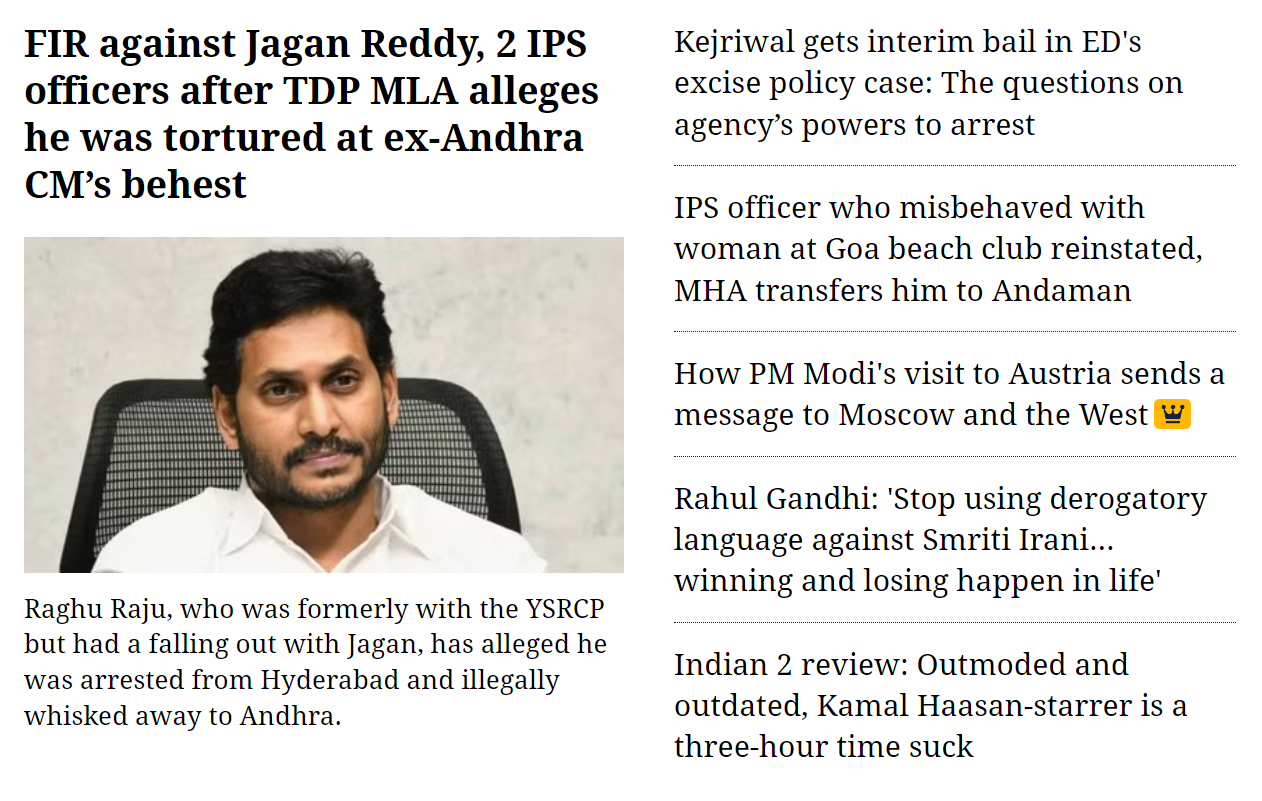 FIR against Jagan Reddy, 2 IPS
officers after TDP MLA alleges
he was tortured at ex-Andhra
CM’s behest
Raghu Raju, who was formerly with the YSRCP
but had a falling out with Jagan, has alleged he
was arrested from Hyderabad and illegally
whisked away to Andhra.
Kejriwal gets interim bail in ED's
excise policy case: The questions on
agency’s powers to arrest
IPS officer who misbehaved with
woman at Goa beach club reinstated,
MHA transfers him to Andaman
How PM Modi's visit to Austria sends a
message to Moscow and the West
Rahul Gandhi: 'Stop using derogatory
language against Smriti Irani…
winning and losing happen in life'
Indian 2 review: Outmoded and
outdated, Kamal Haasan-starrer is a
three-hour time suck